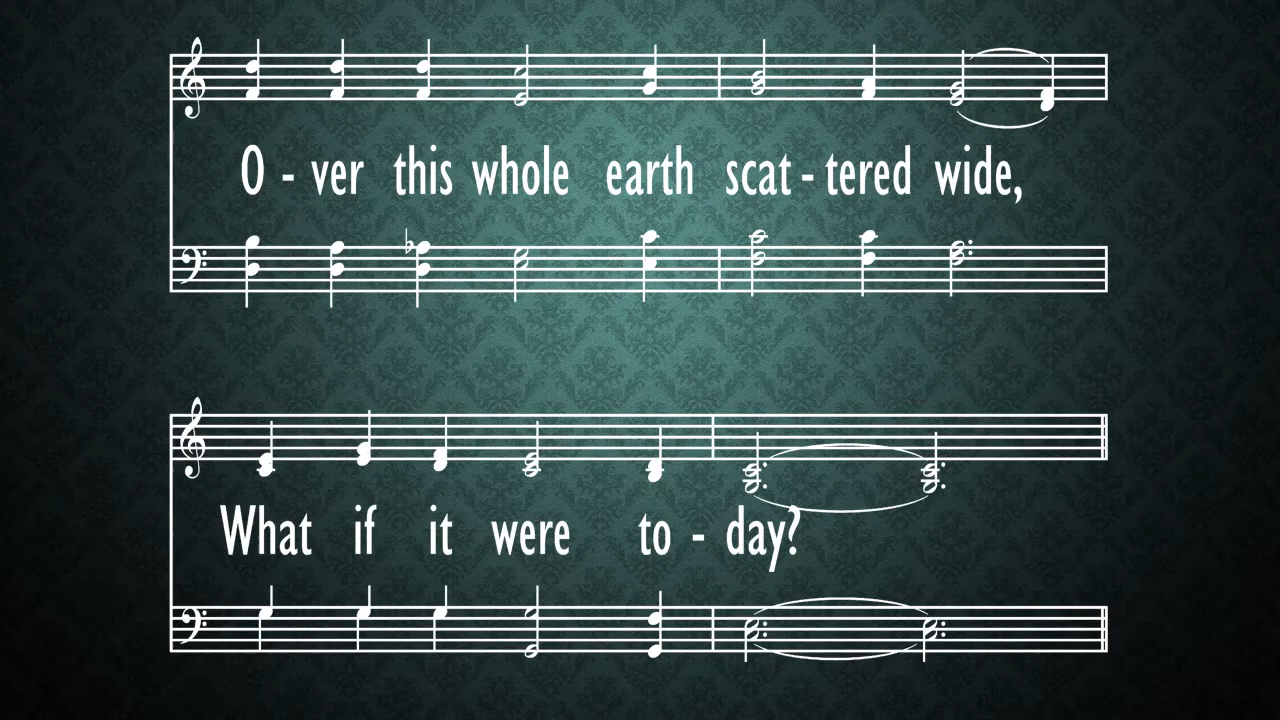 O - ver this whole earth scat - tered wide,
What if it were to - day?